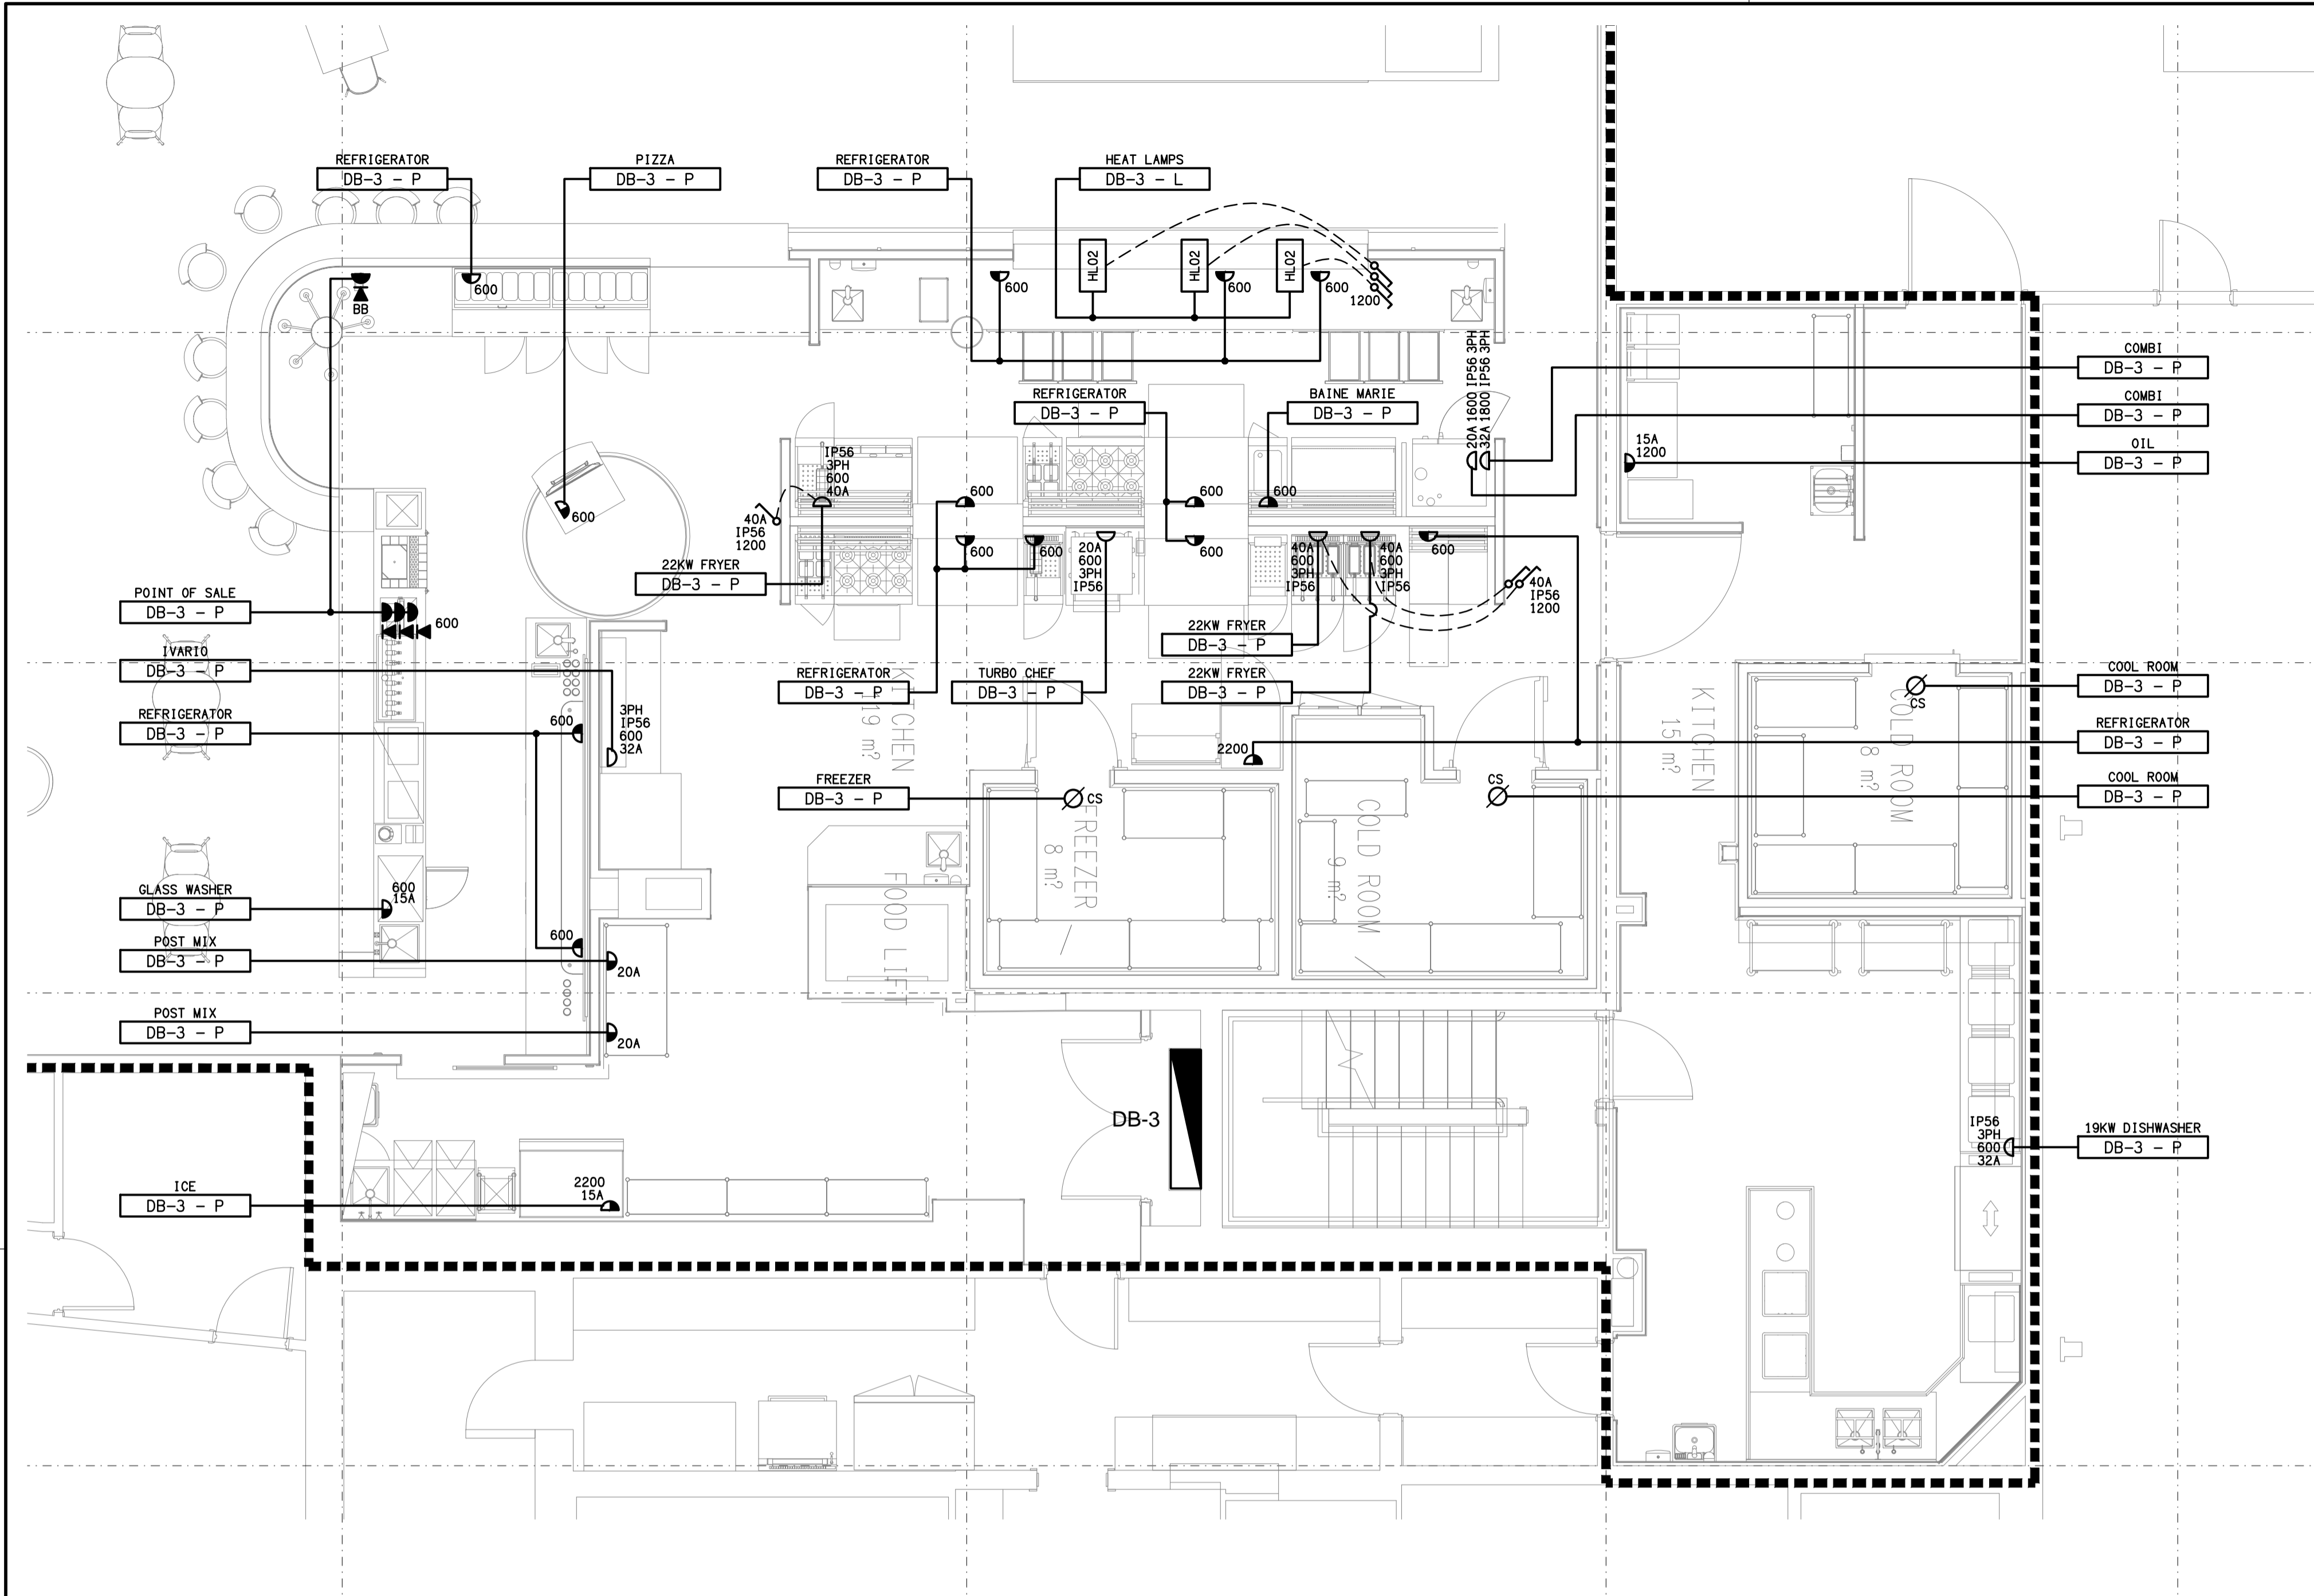 REFRIGERATOR
DB-3 - P
PIZZA
DB-3 - P
REFRIGERATOR
DB-3 - P
HEAT LAMPS
DB-3 - L
HL02
HL02
HL02
600
BB
600
600
600
1200
20A 1600 IP56 3PH
32A 1800 IP56 3PH
COMBI
DB-3 - P
COMBI
DB-3 - P
OIL
DB-3 - P
15A
1200
REFRIGERATOR
DB-3 - P
BAINE MARIE
DB-3 - P
IP56
3PH
600
40A
600
600
600
600
40A
IP56
1200
22KW FRYER
DB-3 - P
600
600
20A
600
3PH
IP56
600
40A
600
3PH
IP56
40A
600
3PH
IP56
600
40A
IP56
1200
POINT OF SALE
DB-3 - P
600
22KW FRYER
DB-3 - P
IVARIO
DB-3 - P
REFRIGERATOR
DB-3 - P
TURBO CHEF
DB-3 - P
22KW FRYER
DB-3 - P
COOL ROOM
DB-3 - P
CS
REFRIGERATOR
DB-3 - P
600
3PH
IP56
600
32A
KITCHEN
19 m?
2200
KITCHEN
15 m?
COLD ROOM
8 m?
REFRIGERATOR
DB-3 - P
FREEZER
DB-3 - P
CS
CS
COOL ROOM
DB-3 - P
FREEZER
8 m?
COLD ROOM
9 m?
GLASS WASHER
DB-3 - P
600
15A
FOOD LIFT
POST MIX
DB-3 - P
600
20A
POST MIX
DB-3 - P
20A
DB-3
IP56
3PH
600
32A
19KW DISHWASHER
DB-3 - P
ICE
DB-3 - P
2200
15A